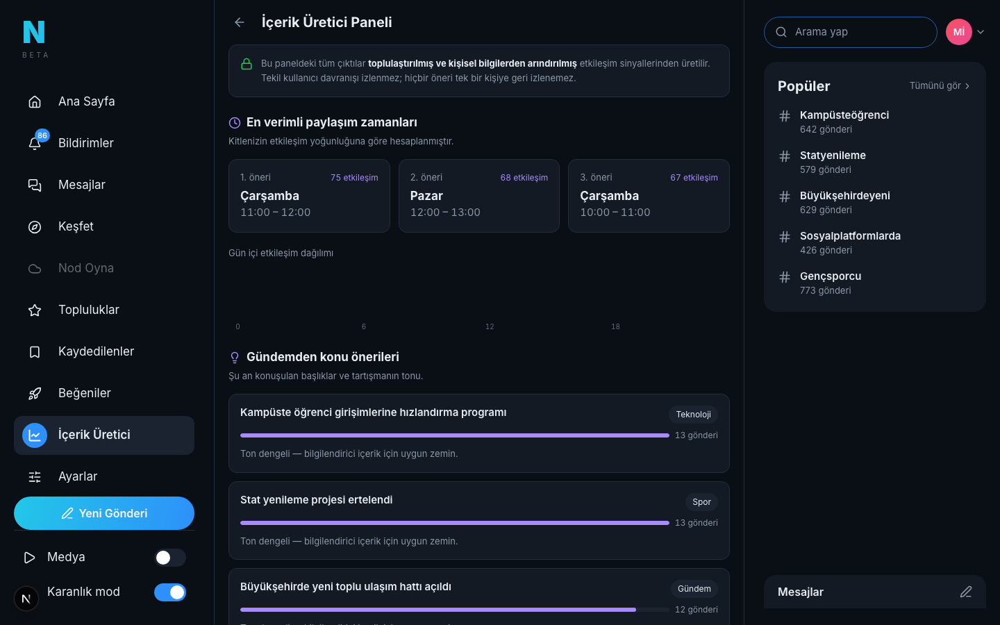 N
BETA
Ana Sayfa
86
Bildirimler
Mesajlar
Keşfet
Nod Oyna
Topluluklar
Kaydedilenler
Beğeniler
İçerik Üretici
Ayarlar
Yeni Gönderi
Medya
Karanlık mod
N
İçerik Üretici Paneli
Bu paneldeki tüm çıktılar toplulaştırılmış ve kişisel bilgilerden arındırılmış etkileşim sinyallerinden üretilir.
Tekil kullanıcı davranışı izlenmez; hiçbir öneri tek bir kişiye geri izlenemez.
En verimli paylaşım zamanları
Kitlenizin etkileşim yoğunluğuna göre hesaplanmıştır.
1. öneri 75 etkileşim
Çarşamba
11:00 – 12:00
2. öneri 68 etkileşim
Pazar
12:00 – 13:00
3. öneri 67 etkileşim
Çarşamba
10:00 – 11:00
Gün içi etkileşim dağılımı
0 6 12 18
Gündemden konu önerileri
Şu an konuşulan başlıklar ve tartışmanın tonu.
Kampüste öğrenci girişimlerine hızlandırma programı Teknoloji
13 gönderi
Ton dengeli — bilgilendirici içerik için uygun zemin.
Stat yenileme projesi ertelendi Spor
13 gönderi
Ton dengeli — bilgilendirici içerik için uygun zemin.
Büyükşehirde yeni toplu ulaşım hattı açıldı Gündem
12 gönderi
Arama yap
Mİ
Popüler Tümünü gör
Kampüsteöğrenci
642 gönderi
Statyenileme
579 gönderi
Büyükşehirdeyeni
629 gönderi
Sosyalplatformlarda
426 gönderi
Gençsporcu
773 gönderi
Mesajlar